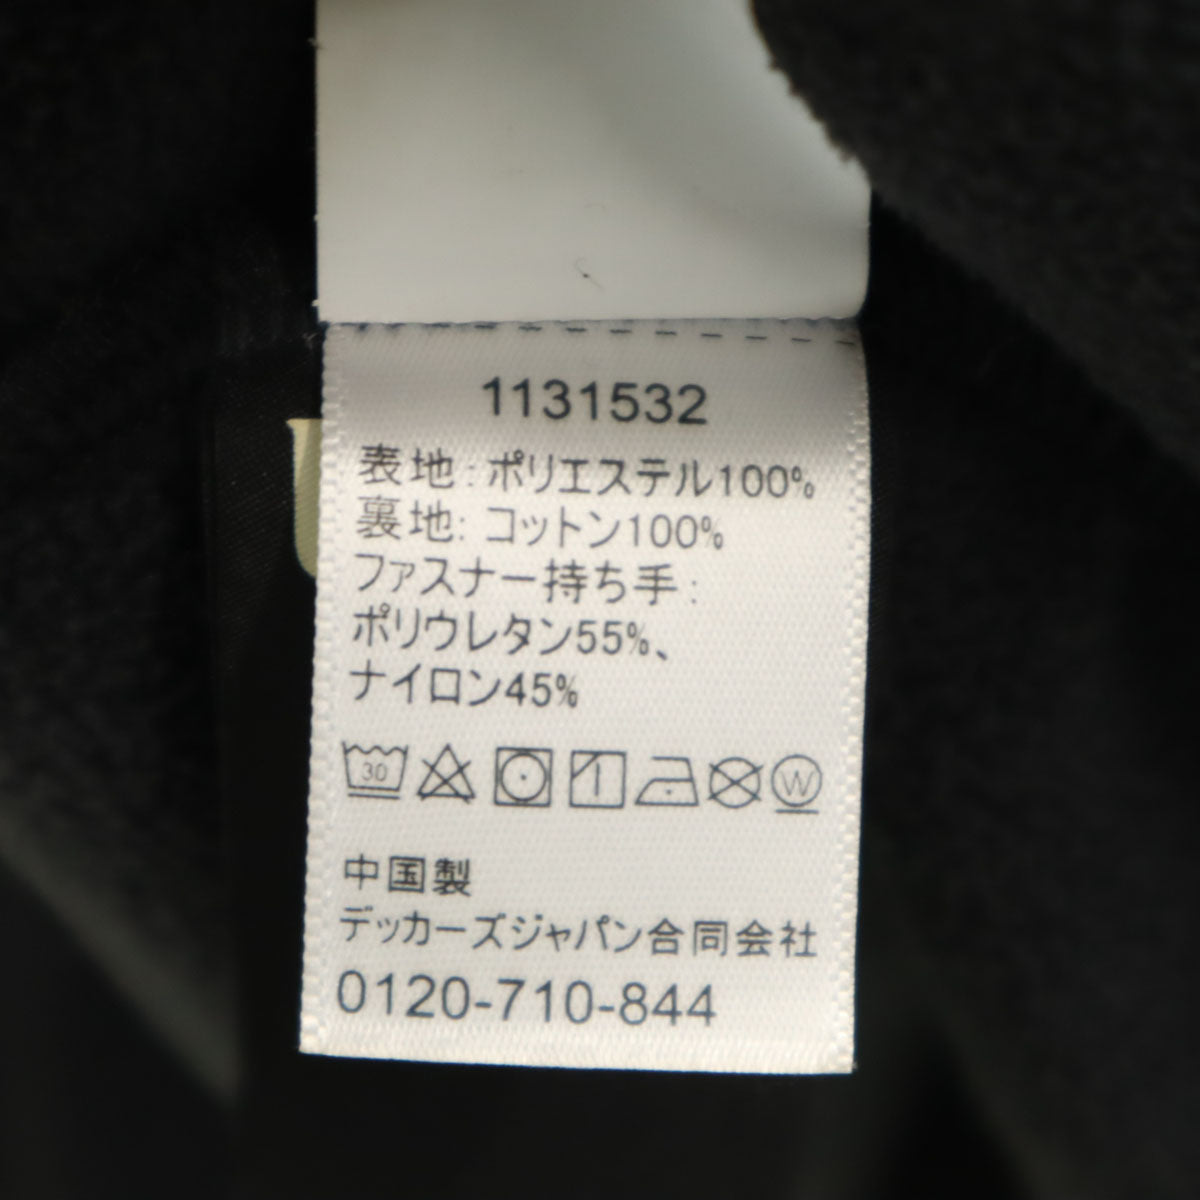 1131532
表地:ポリエステル100%
裏地:コットン100%
ファスナー持ち手:
ポリウレタン55%、
ナイロン45%
30 W
中国製
デッカーズジャパン合同会社
0120-710-844